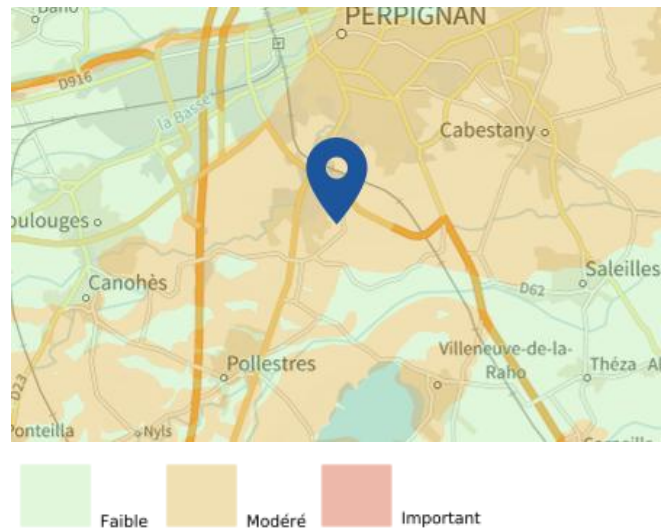 Baho
PERPIGNAN
D916
la Basse
Cabestany
oulouges
Canohès
Saleilles
D62
Villeneuve-de-la-
Raho
Théza
Pollestres
D23
Ponteilla
Nyls
Faible
Modéré
Important